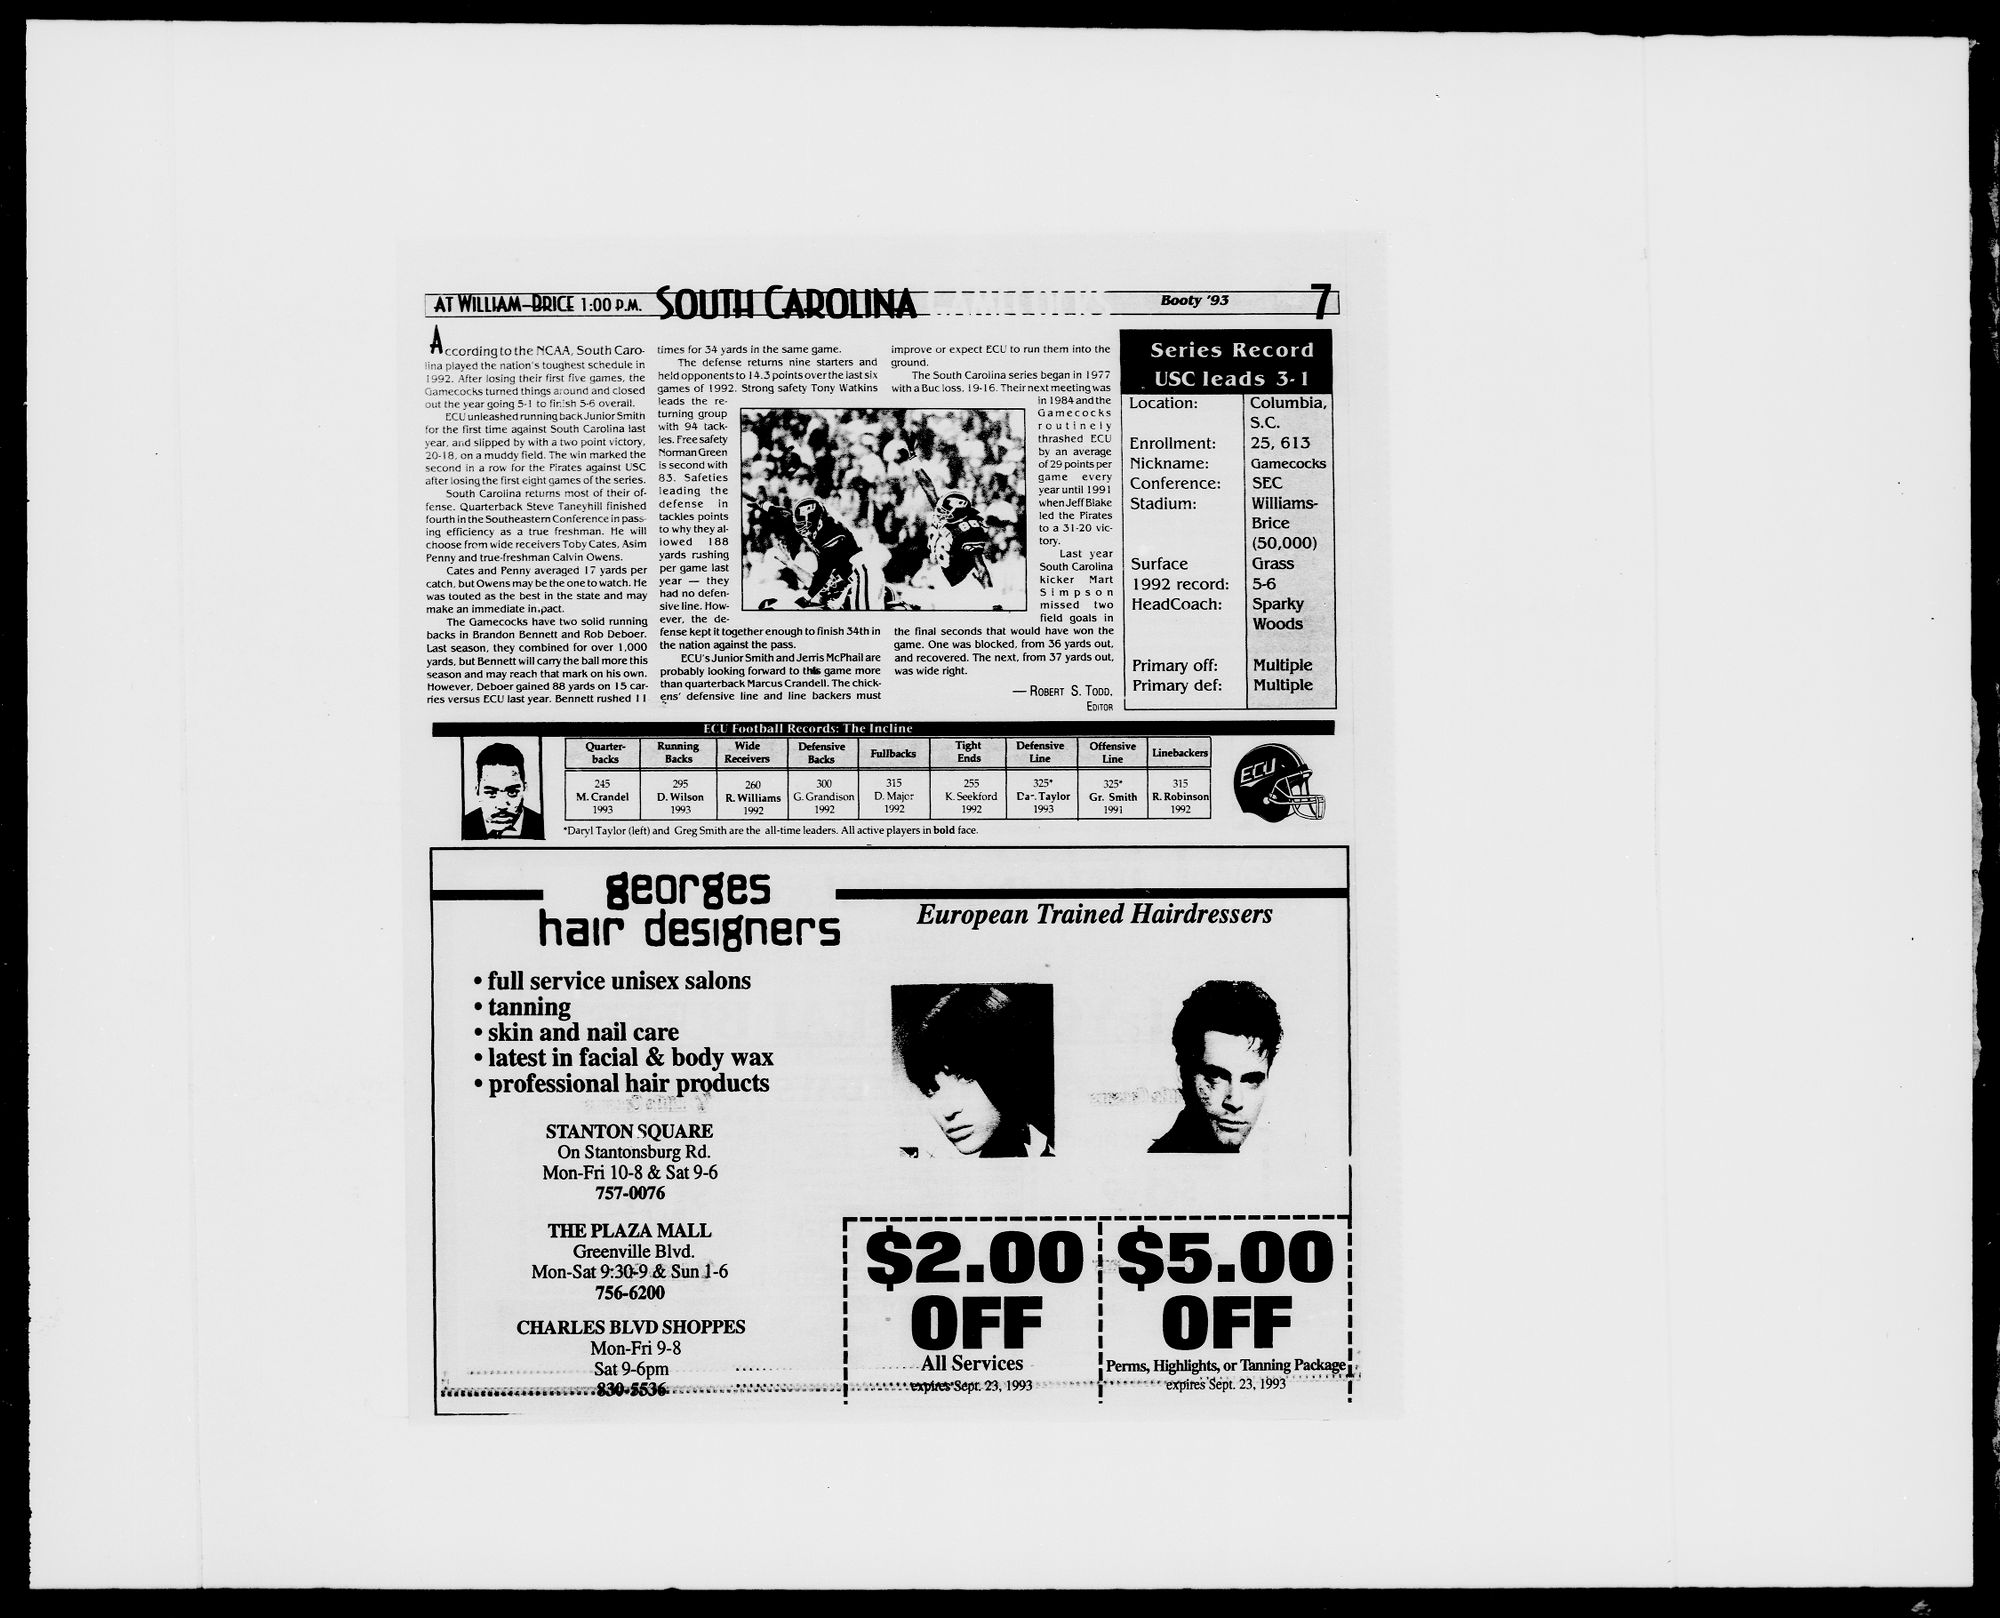 AT WILLIAM-BRICE 1:00 P.M. SOUTH CAROLINA GAMECOCKS Booty '93 7
According to the NCAA, South Caro-
lina played the nation's toughest schedule in
1992. After losing their first five games, the
Gamecocks turned things around and closed
out the year going 5-1 to finish 5-6 overall.
ECU unleashed running back Junior Smith
for the first time against South Carolina last
year, and slipped by with a two point victory,
20-18, on a muddy field. The win marked the
second in a row for the Pirates against USC
after losing the first eight games of the series.
South Carolina returns most of their of-
fense. Quarterback Steve Taneyhill finished
fourth in the Southeastern Conference in pass-
ing efficiency as a true freshman. He will
choose from wide receivers Toby Cates, Asim
Penny and true-freshman Calvin Owens.
Cates and Penny averaged 17 yards per
catch, but Owens may be the one to watch. He
was touted as the best in the state and may
make an immediate impact.
The Gamecocks have two solid running
backs in Brandon Bennett and Rob Deboer.
Last season, they combined for over 1,000
yards, but Bennett will carry the ball more this
season and may reach that mark on his own.
However, Deboer gained 88 yards on 15 car-
ries versus ECU last year. Bennett rushed 11
times for 34 yards in the same game.
The defense returns nine starters and
held opponents to 14.3 points over the last six
games of 1992. Strong safety Tony Watkins
leads the re-
turning group
with 94 tack-
les. Free safety
Norman Green
is second with
83. Safeties
leading the
defense in
tackles points
to why they al-
lowed 188
yards rushing
per game last
year — they
had no defen-
sive line. How-
ever, the de-
fense kept it together enough to finish 34th in
the nation against the pass.
ECU's Junior Smith and Jerris McPhail are
probably looking forward to this game more
than quarterback Marcus Crandell. The chick-
ens' defensive line and line backers must
improve or expect ECU to run them into the
ground.
The South Carolina series began in 1977
with a Buc loss, 19-16. Their next meeting was
in 1984 and the
Gamecocks
routinely
thrashed ECU
by an average
of 29 points per
game every
year until 1991
when Jeff Blake
led the Pirates
to a 31-20 vic-
tory.
Last year
South Carolina
kicker Mart
Simpson
missed two
field goals in
the final seconds that would have won the
game. One was blocked, from 36 yards out,
and recovered. The next, from 37 yards out,
was wide right.
— ROBERT S. TODD,
EDITOR
Series Record
USC leads 3-1
Location: Columbia,
S.C.
Enrollment: 25, 613
Nickname: Gamecocks
Conference: SEC
Stadium: Williams-
Brice
(50,000)
Surface Grass
1992 record: 5-6
HeadCoach: Sparky
Woods
Primary off: Multiple
Primary def: Multiple
ECU Football Records: The Incline
Quarter- Running Wide Defensive Fullbacks Tight Defensive Offensive Linebackers
backs Backs Receivers Backs Ends Line Line
245 295 260 300 315 255 325* 325* 315
M. Crandel D. Wilson R. Williams G. Grandison D. Major K. Seekford Da-. Taylor Gr. Smith R. Robinson
1993 1993 1992 1992 1992 1992 1993 1991 1992
*Daryl Taylor (left) and Greg Smith are the all-time leaders. All active players in bold face.
ECU
georges
hair designers
European Trained Hairdressers
• full service unisex salons
• tanning
• skin and nail care
• latest in facial & body wax
• professional hair products
STANTON SQUARE
On Stantonsburg Rd.
Mon-Fri 10-8 & Sat 9-6
757-0076
THE PLAZA MALL
Greenville Blvd.
Mon-Sat 9:30-9 & Sun 1-6
756-6200
CHARLES BLVD SHOPPES
Mon-Fri 9-8
Sat 9-6pm
830-5536
$2.00
OFF
All Services
expires Sept. 23, 1993
$5.00
OFF
Perms, Highlights, or Tanning Package
expires Sept. 23, 1993